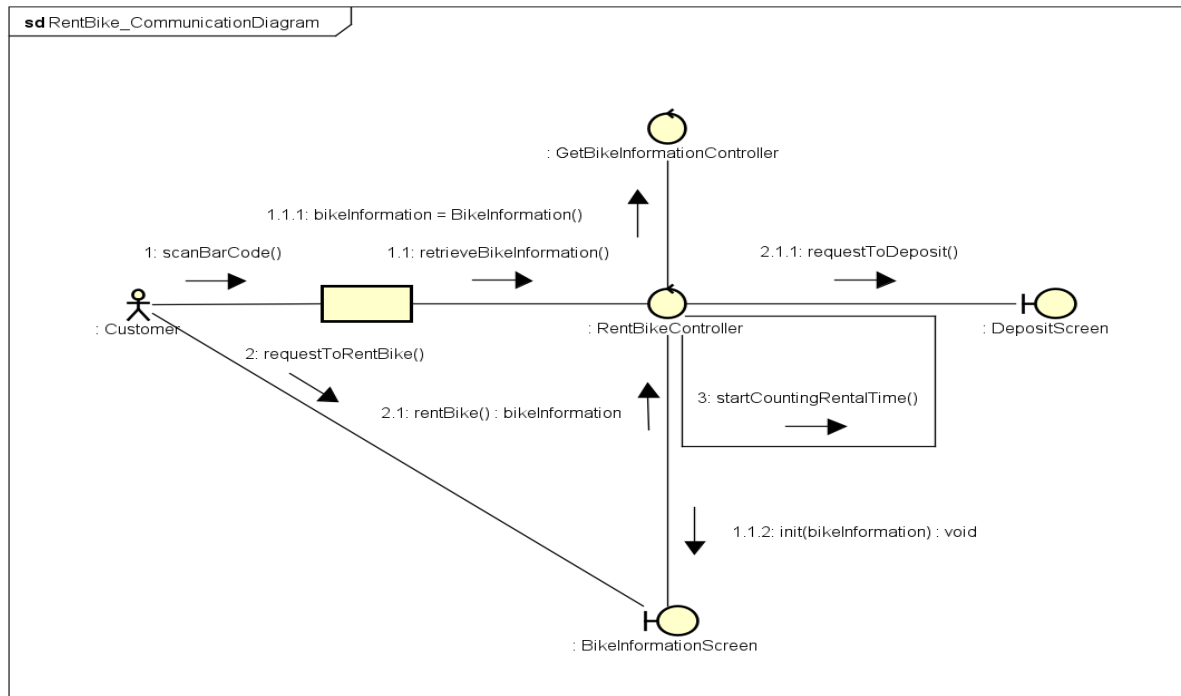 sd RentBike_CommunicationDiagram
: GetBikeInformationController
1.1.1: bikeInformation = BikeInformation()
1: scanBarCode()
1.1: retrieveBikeInformation()
2.1.1: requestToDeposit()
: Customer
: RentBikeController
: DepositScreen
2: requestToRentBike()
2.1: rentBike() : bikeInformation
3: startCountingRentalTime()
1.1.2: init(bikeInformation) : void
: BikeInformationScreen